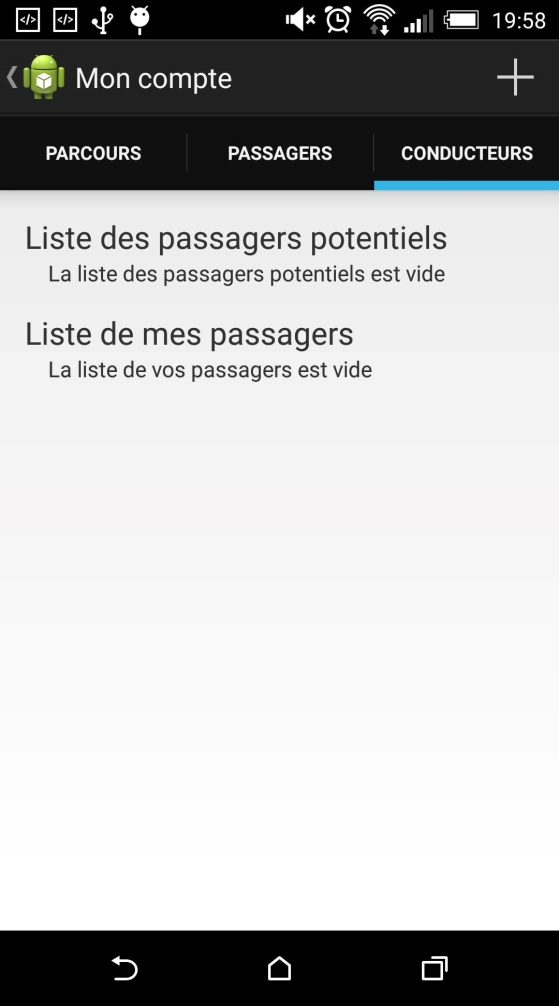 19:58
Mon compte
PARCOURS PASSAGERS CONDUCTEURS
Liste des passagers potentiels
La liste des passagers potentiels est vide
Liste de mes passagers
La liste de vos passagers est vide